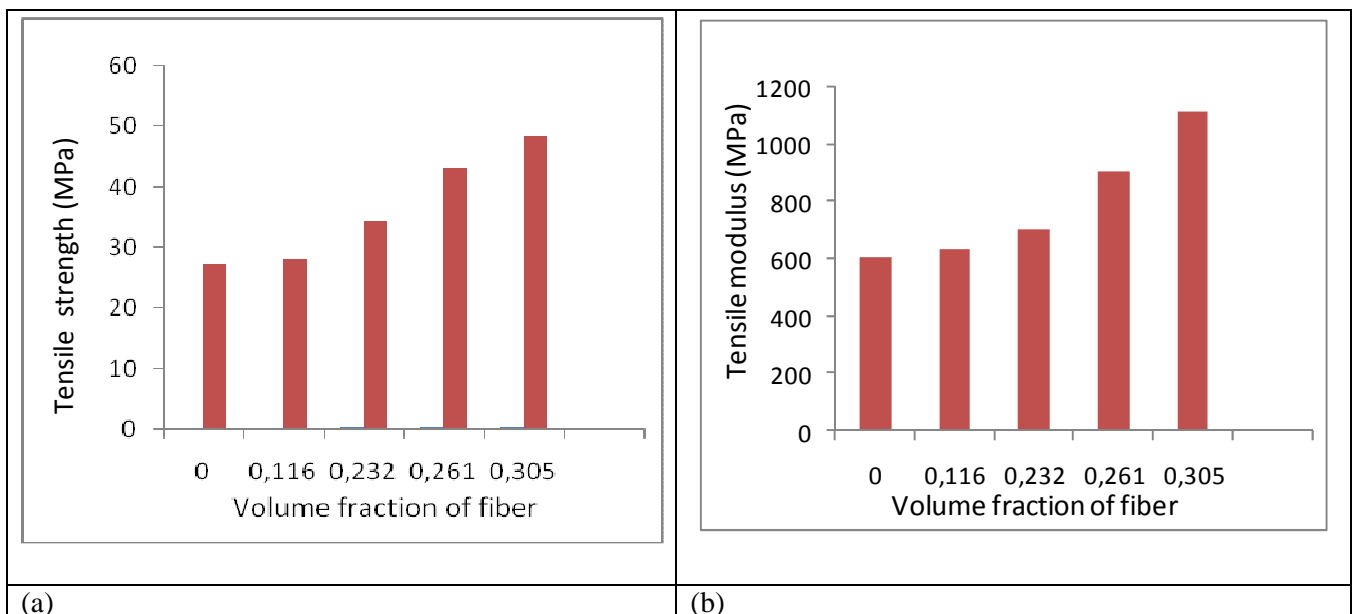 60
50
40
30
20
10
0
Tensile strength (MPa)
0 0,116 0,232 0,261 0,305
Volume fraction of fiber
(a)
1200
1000
800
600
400
200
0
Tensile modulus (MPa)
0 0,116 0,232 0,261 0,305
Volume fraction of fiber
(b)